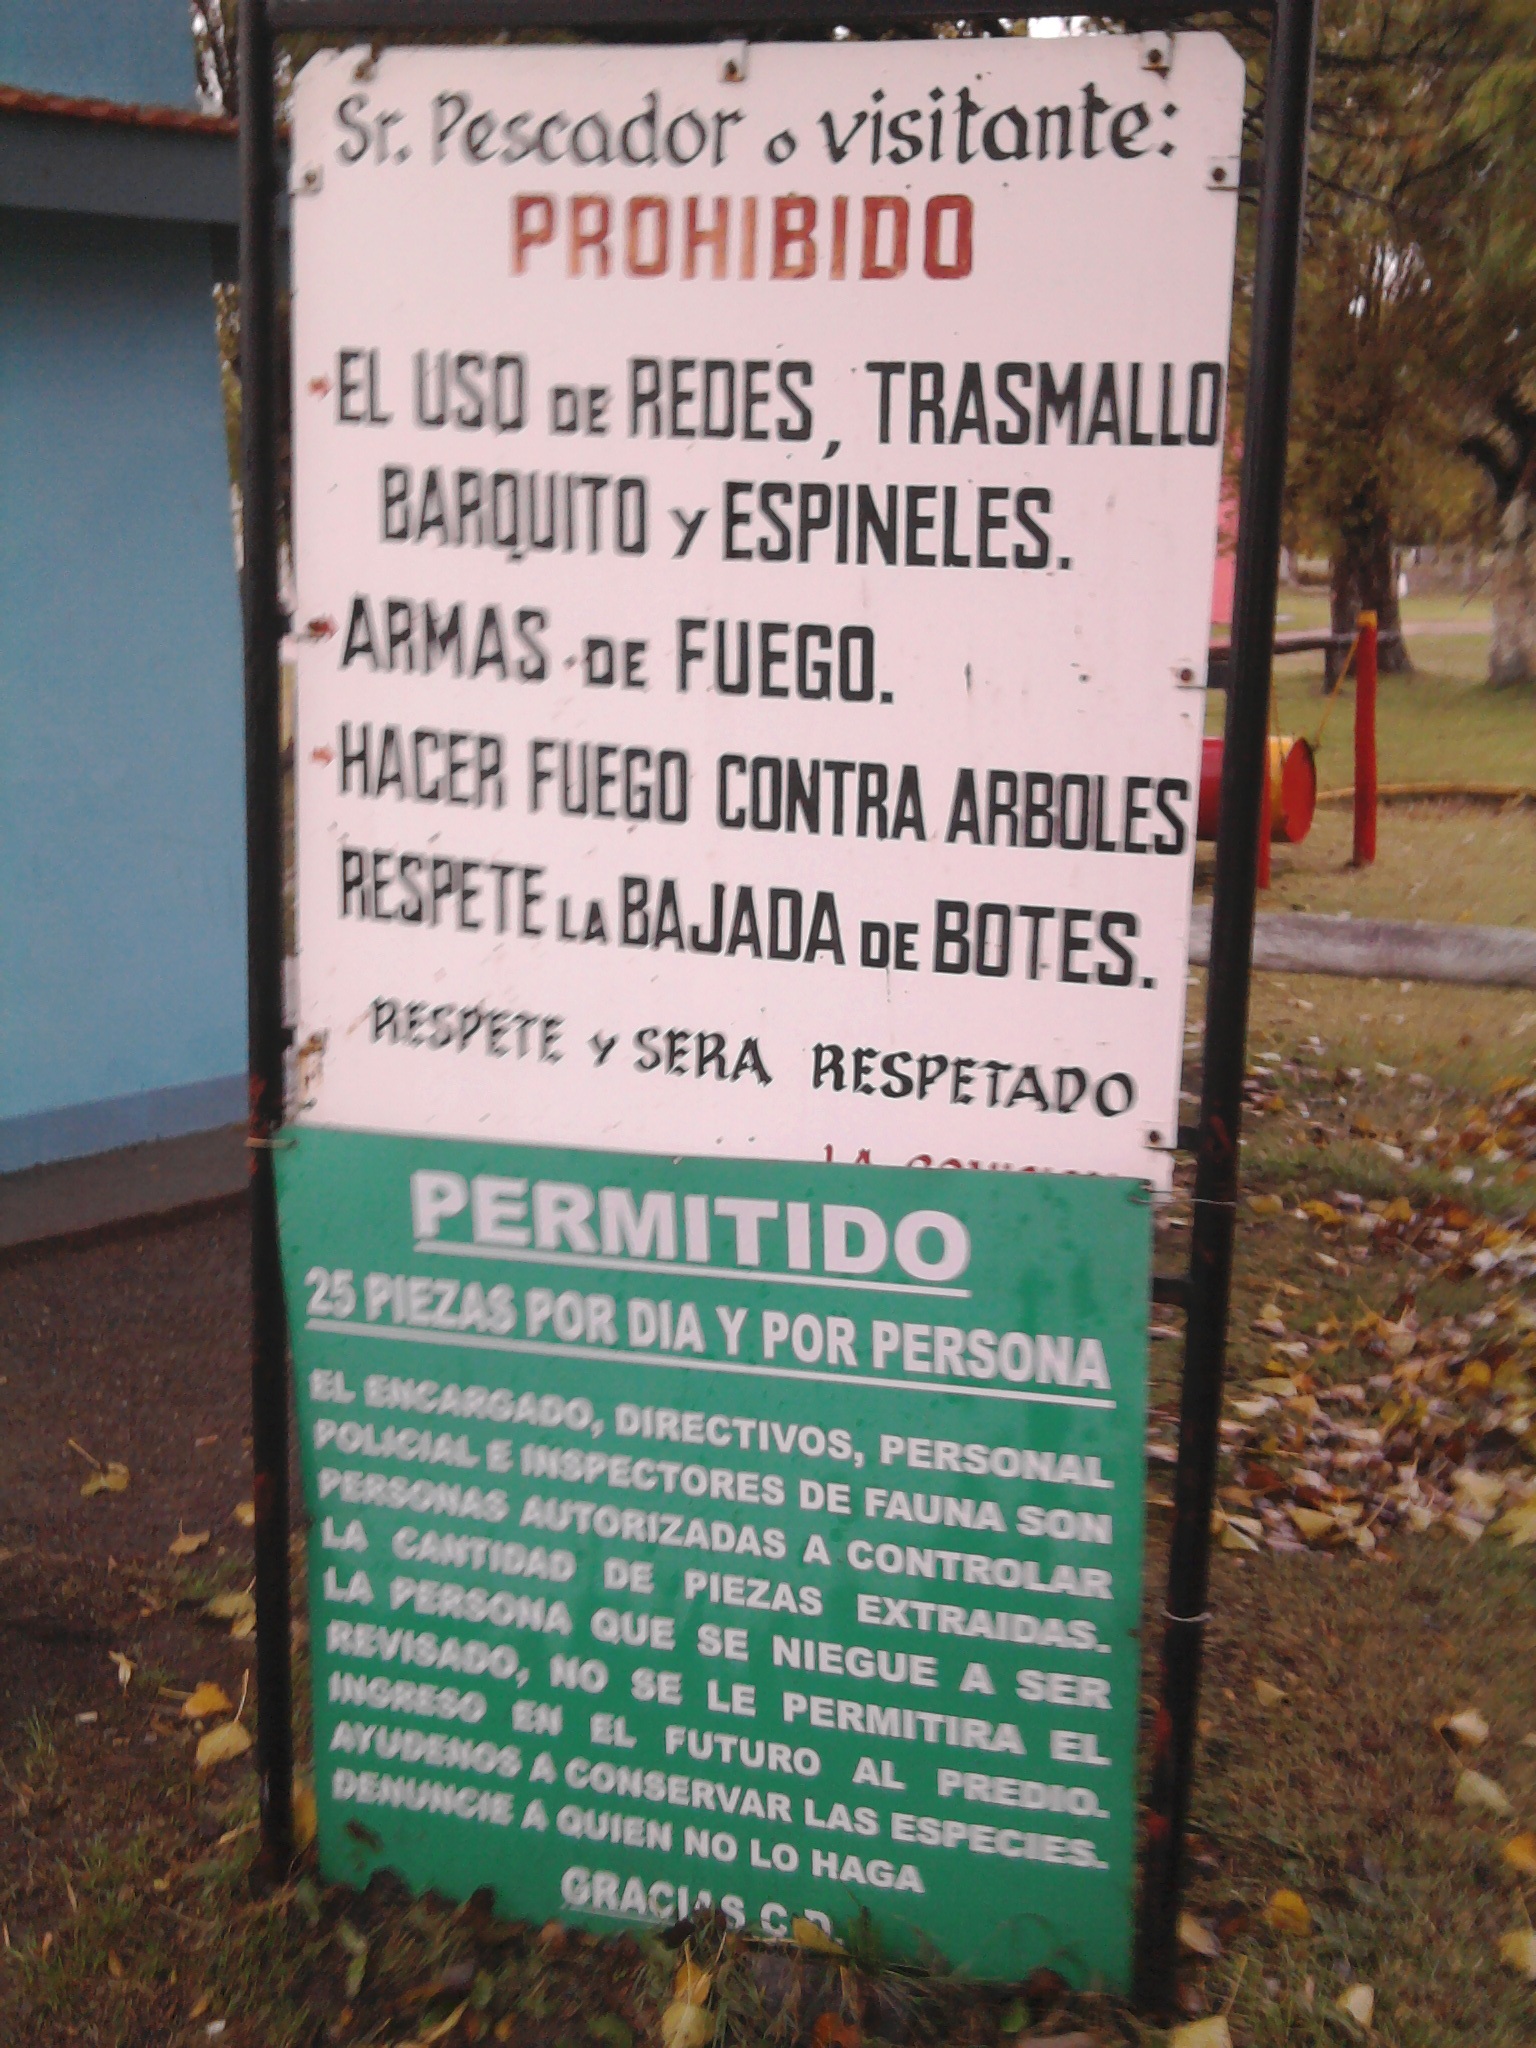 Sr. Pescador o visitante:
PROHIBIDO
EL USO DE REDES, TRASMALLO
BARQUITO Y ESPINELES.
ARMAS DE FUEGO.
HACER FUEGO CONTRA ARBOLES
RESPETE LA BAJADA DE BOTES.
RESPETE Y SERA RESPETADO
LA
PERMITIDO
25 PIEZAS POR DIA Y POR PERSONA
EL ENCARGADO, DIRECTIVOS, PERSONAL
POLICIAL E INSPECTORES DE FAUNA SON
PERSONAS AUTORIZADAS A CONTROLAR
LA CANTIDAD DE PIEZAS EXTRAIDAS.
LA PERSONA QUE SE NIEGUE A SER
REVISADO, NO SE LE PERMITIRA EL
INGRESO EN EL FUTURO AL PREDIO.
AYUDENOS A CONSERVAR LAS ESPECIES.
DENUNCIE A QUIEN NO LO HAGA
GRACIAS C.D.